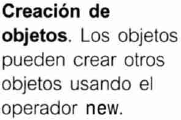 Creación de
objetos. Los objetos
pueden crear otros
objetos usando el
operador new.